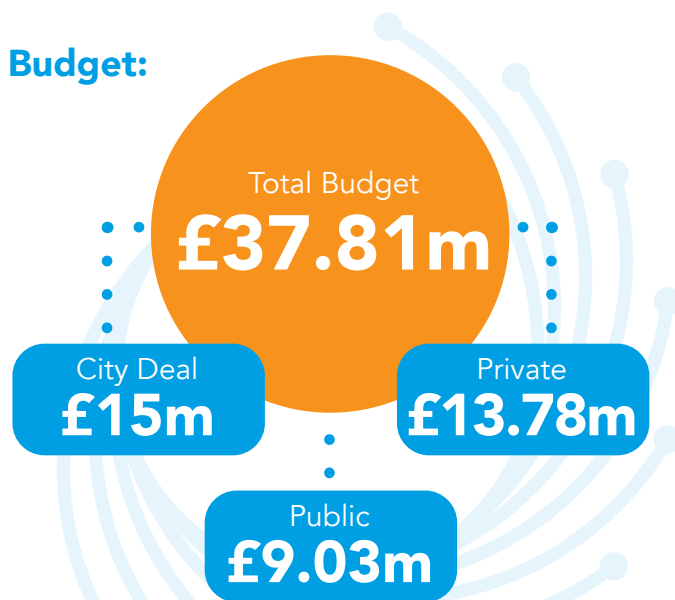 Budget:
Total Budget
£37.81m
City Deal
£15m
Private
£13.78m
Public
£9.03m